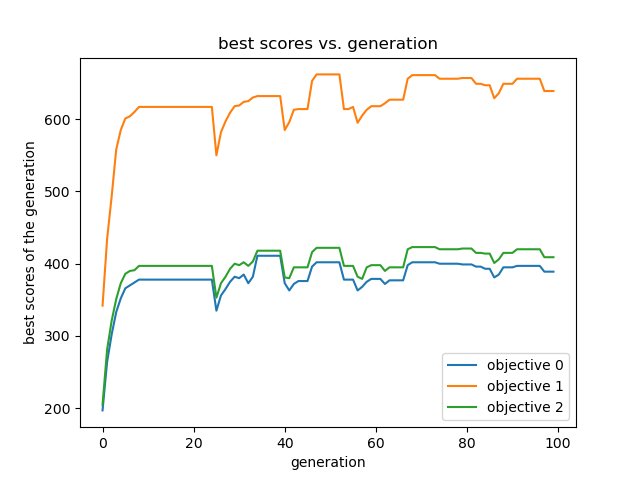 best scores vs. generation
best scores of the generation
600
500
400
300
200
0 20 40 60 80 100
generation
objective 0
objective 1
objective 2